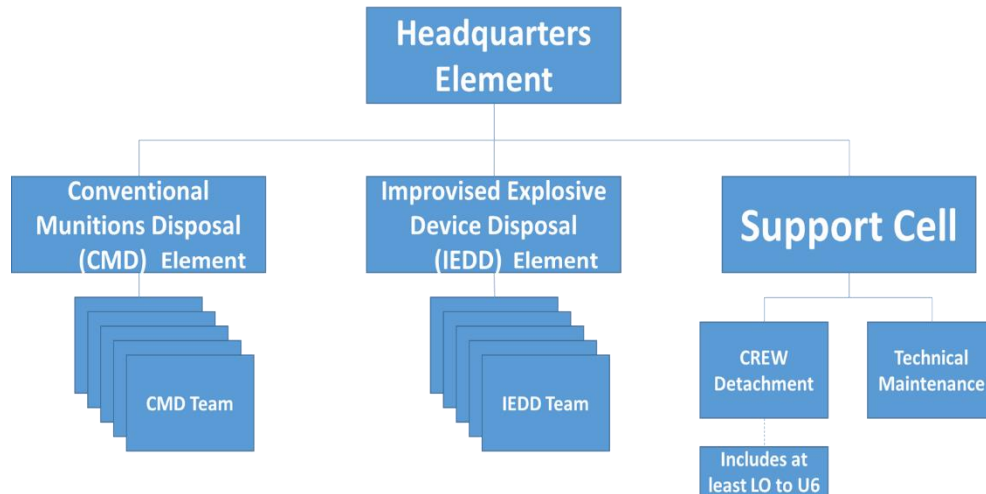 Headquarters
Element
Conventional
Munitions Disposal
(CMD) Element
Improvised Explosive
Device Disposal
(IEDD) Element
Support Cell
CMD Team
IEDD Team
CREW
Detachment
Technical
Maintenance
Includes at
least LO to U6